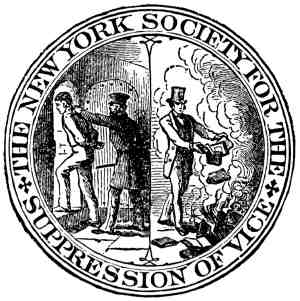 THE NEW YORK SOCIETY FOR THE
SUPPRESSION OF VICE